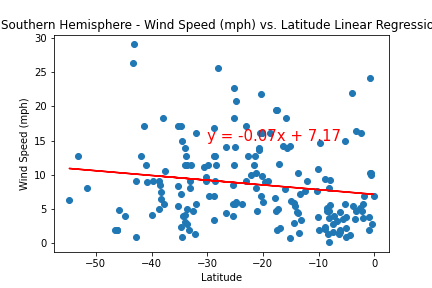 Southern Hemisphere - Wind Speed (mph) vs. Latitude Linear Regressio
30
25
20
15
10
5
0
Wind Speed (mph)
y = -0.07x + 7.17
−50 −40 −30 −20 −10 0
Latitude